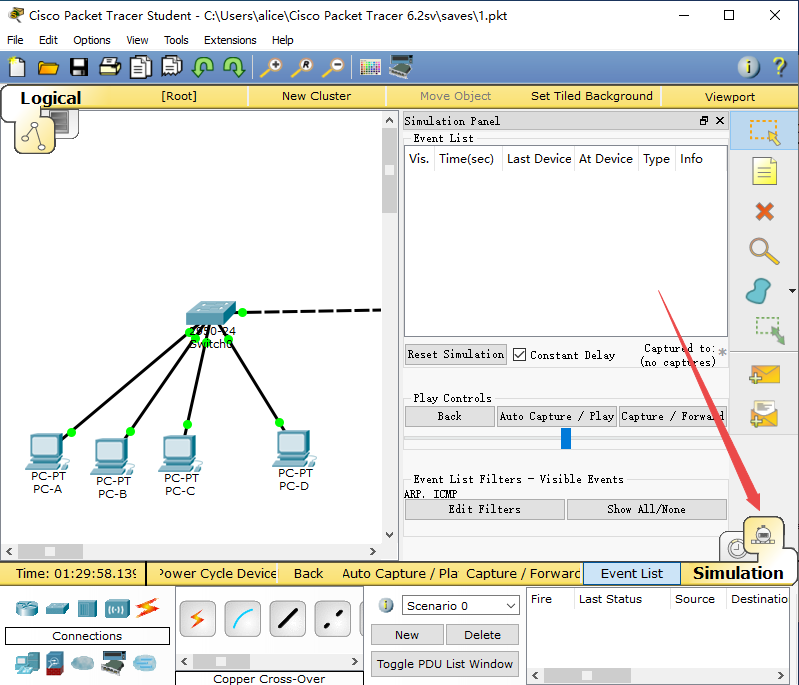 Cisco Packet Tracer Student - C:\Users\alice\Cisco Packet Tracer 6.2sv\saves\1.pkt
File Edit Options View Tools Extensions Help
Logical [Root] New Cluster Move Object Set Tiled Background Viewport
Simulation Panel
Event List
Vis. Time(sec) Last Device At Device Type Info
2950-24
Switch0
PC-PT
PC-A
PC-PT
PC-B
PC-PT
PC-C
PC-PT
PC-D
Reset Simulation Constant Delay Captured to: *
(no captures)
Play Controls
Back Auto Capture / Play Capture / Forward
Event List Filters - Visible Events
ARP, ICMP
Edit Filters Show All/None
Time: 01:29:58.139 Power Cycle Device Back Auto Capture / Pla Capture / Forward Event List Simulation
Connections
Copper Cross-Over
Scenario 0
New Delete
Toggle PDU List Window
Fire Last Status Source Destinatio